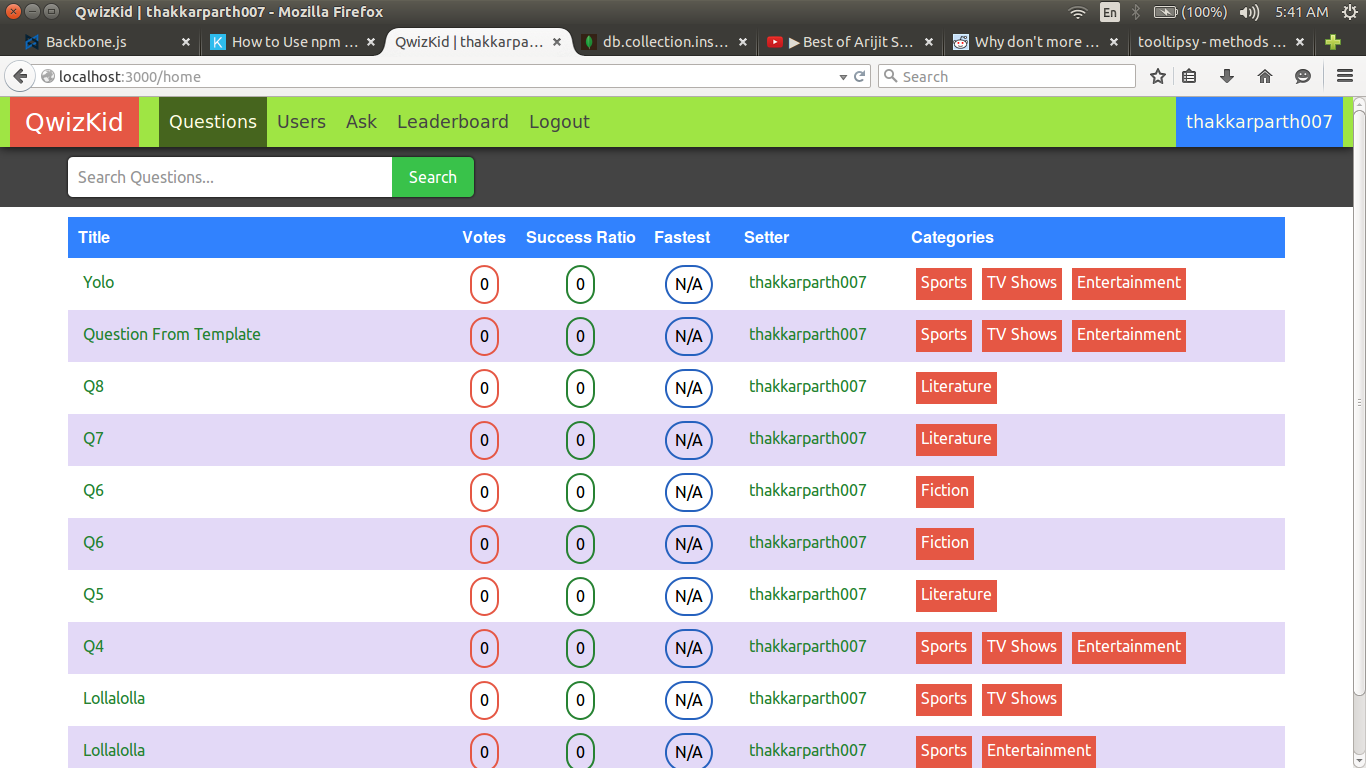 QwizKid | thakkarparth007 - Mozilla Firefox En (100%) 5:41 AM
Backbone.js How to Use npm ... QwizKid | thakkarpa... db.collection.ins... ▶ Best of Arijit S... Why don't more ... tooltipsy - methods ...
localhost:3000/home Search
QwizKid Questions Users Ask Leaderboard Logout thakkarparth007
Search Questions... Search
Title Votes Success Ratio Fastest Setter Categories
Yolo 0 0 N/A thakkarparth007 Sports TV Shows Entertainment
Question From Template 0 0 N/A thakkarparth007 Sports TV Shows Entertainment
Q8 0 0 N/A thakkarparth007 Literature
Q7 0 0 N/A thakkarparth007 Literature
Q6 0 0 N/A thakkarparth007 Fiction
Q6 0 0 N/A thakkarparth007 Fiction
Q5 0 0 N/A thakkarparth007 Literature
Q4 0 0 N/A thakkarparth007 Sports TV Shows Entertainment
Lollalolla 0 0 N/A thakkarparth007 Sports TV Shows
Lollalolla 0 0 N/A thakkarparth007 Sports Entertainment